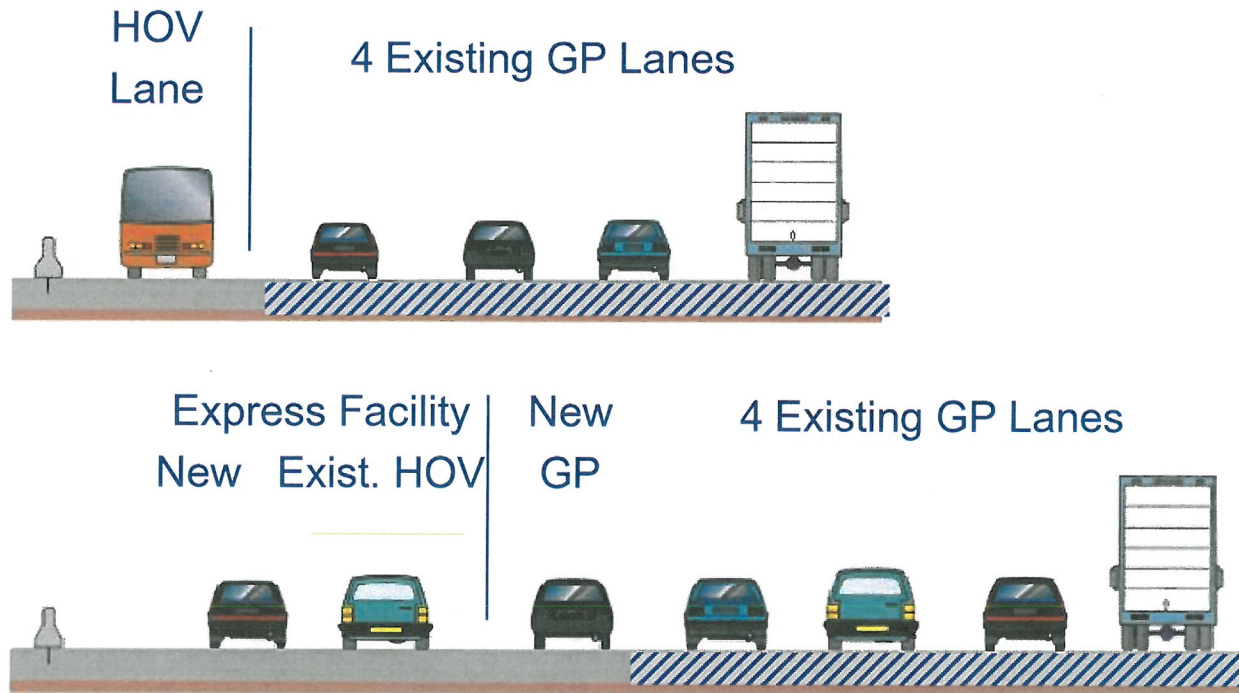 HOV
Lane
4 Existing GP Lanes
Express Facility
New Exist. HOV
New
GP
4 Existing GP Lanes